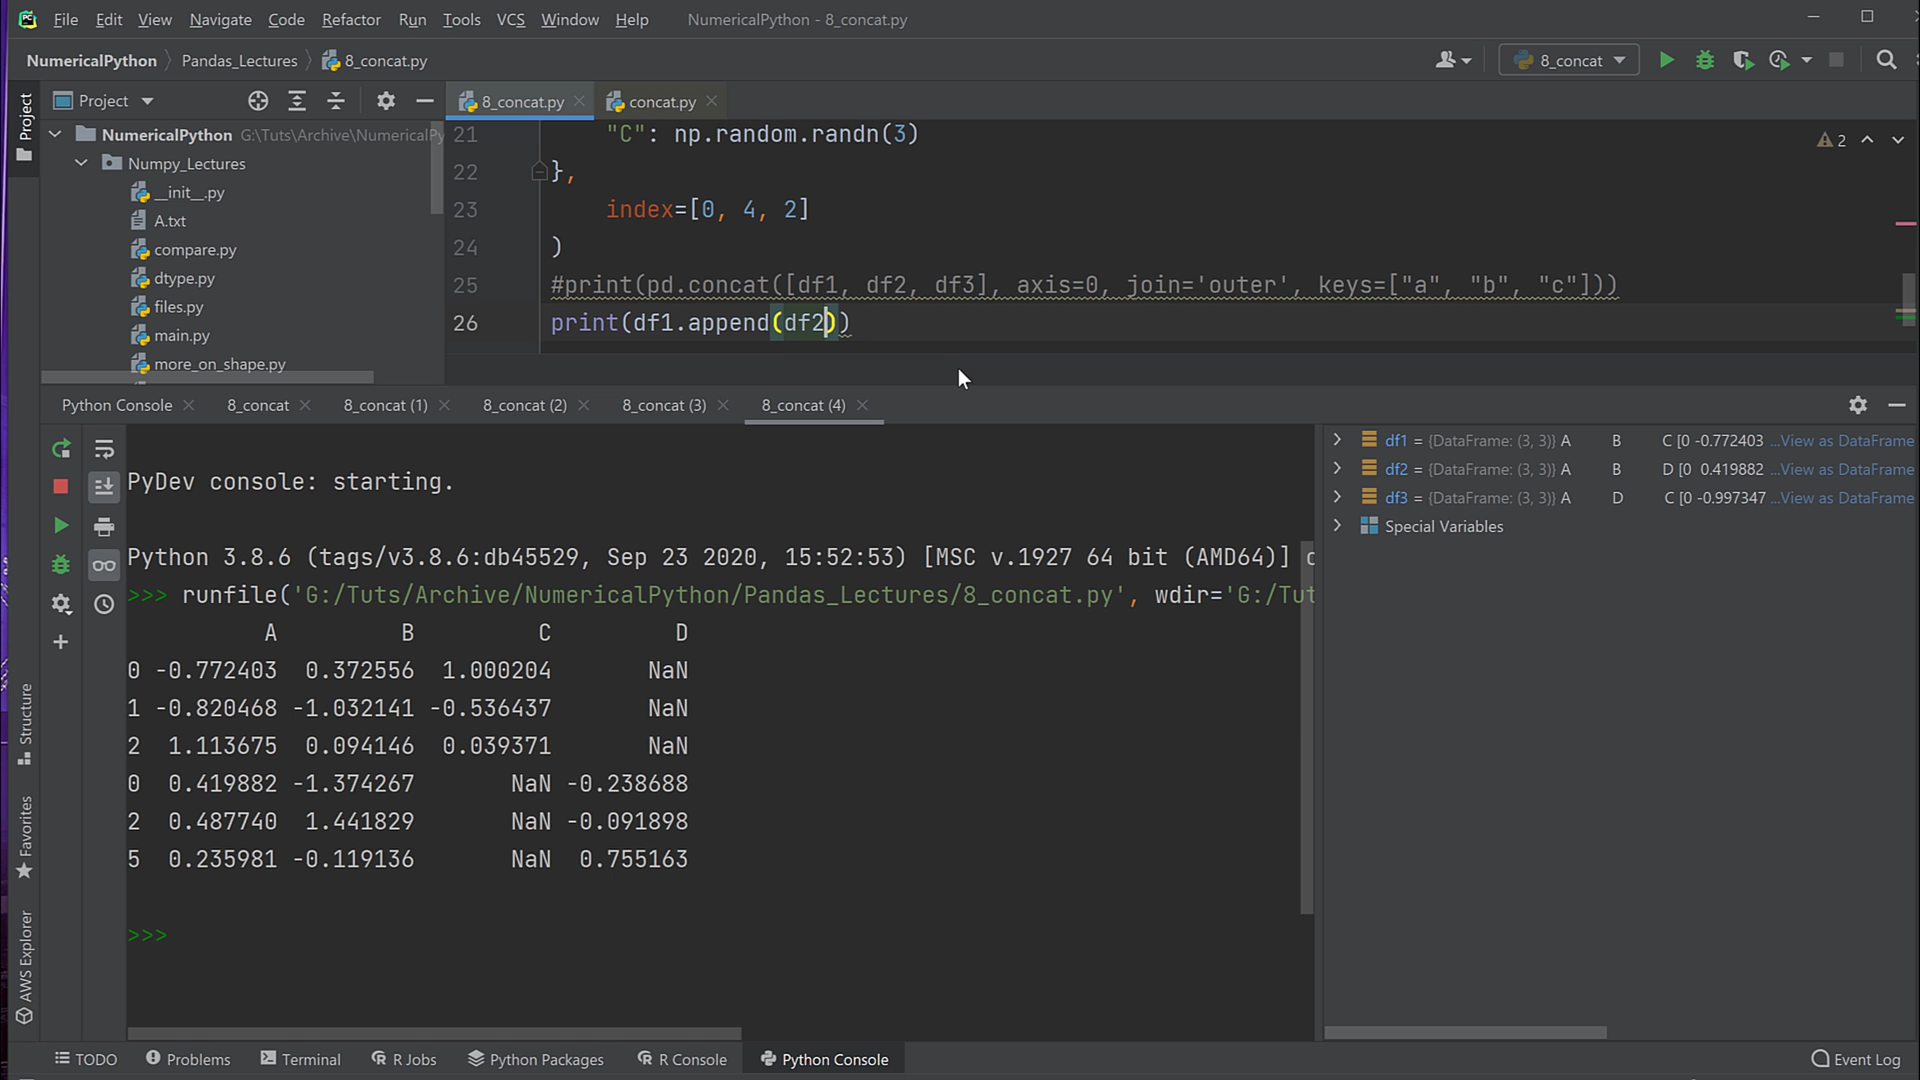 File Edit View Navigate Code Refactor Run Tools VCS Window Help NumericalPython - 8_concat.py
NumericalPython Pandas_Lectures 8_concat.py
8_concat
Project
Project
8_concat.py
concat.py
NumericalPython G:\Tuts\Archive\NumericalPy
Numpy_Lectures
__init__.py
A.txt
compare.py
dtype.py
files.py
main.py
more_on_shape.py
21 "C": np.random.randn(3)
22 },
23 index=[0, 4, 2]
24 )
25 #print(pd.concat([df1, df2, df3], axis=0, join='outer', keys=["a", "b", "c"]))
26 print(df1.append(df2))
2
Python Console 8_concat 8_concat (1) 8_concat (2) 8_concat (3) 8_concat (4)
PyDev console: starting.
Python 3.8.6 (tags/v3.8.6:db45529, Sep 23 2020, 15:52:53) [MSC v.1927 64 bit (AMD64)] o
>>> runfile('G:/Tuts/Archive/NumericalPython/Pandas_Lectures/8_concat.py', wdir='G:/Tut
A B C D
0 -0.772403 0.372556 1.000204 NaN
1 -0.820468 -1.032141 -0.536437 NaN
2 1.113675 0.094146 0.039371 NaN
0 0.419882 -1.374267 NaN -0.238688
2 0.487740 1.441829 NaN -0.091898
5 0.235981 -0.119136 NaN 0.755163
>>>
df1 = {DataFrame: (3, 3)} A B C [0 -0.772403 ...View as DataFrame
df2 = {DataFrame: (3, 3)} A B D [0 0.419882 ...View as DataFrame
df3 = {DataFrame: (3, 3)} A D C [0 -0.997347 ...View as DataFrame
Special Variables
Structure
Favorites
AWS Explorer
TODO Problems Terminal R Jobs Python Packages R Console Python Console Event Log